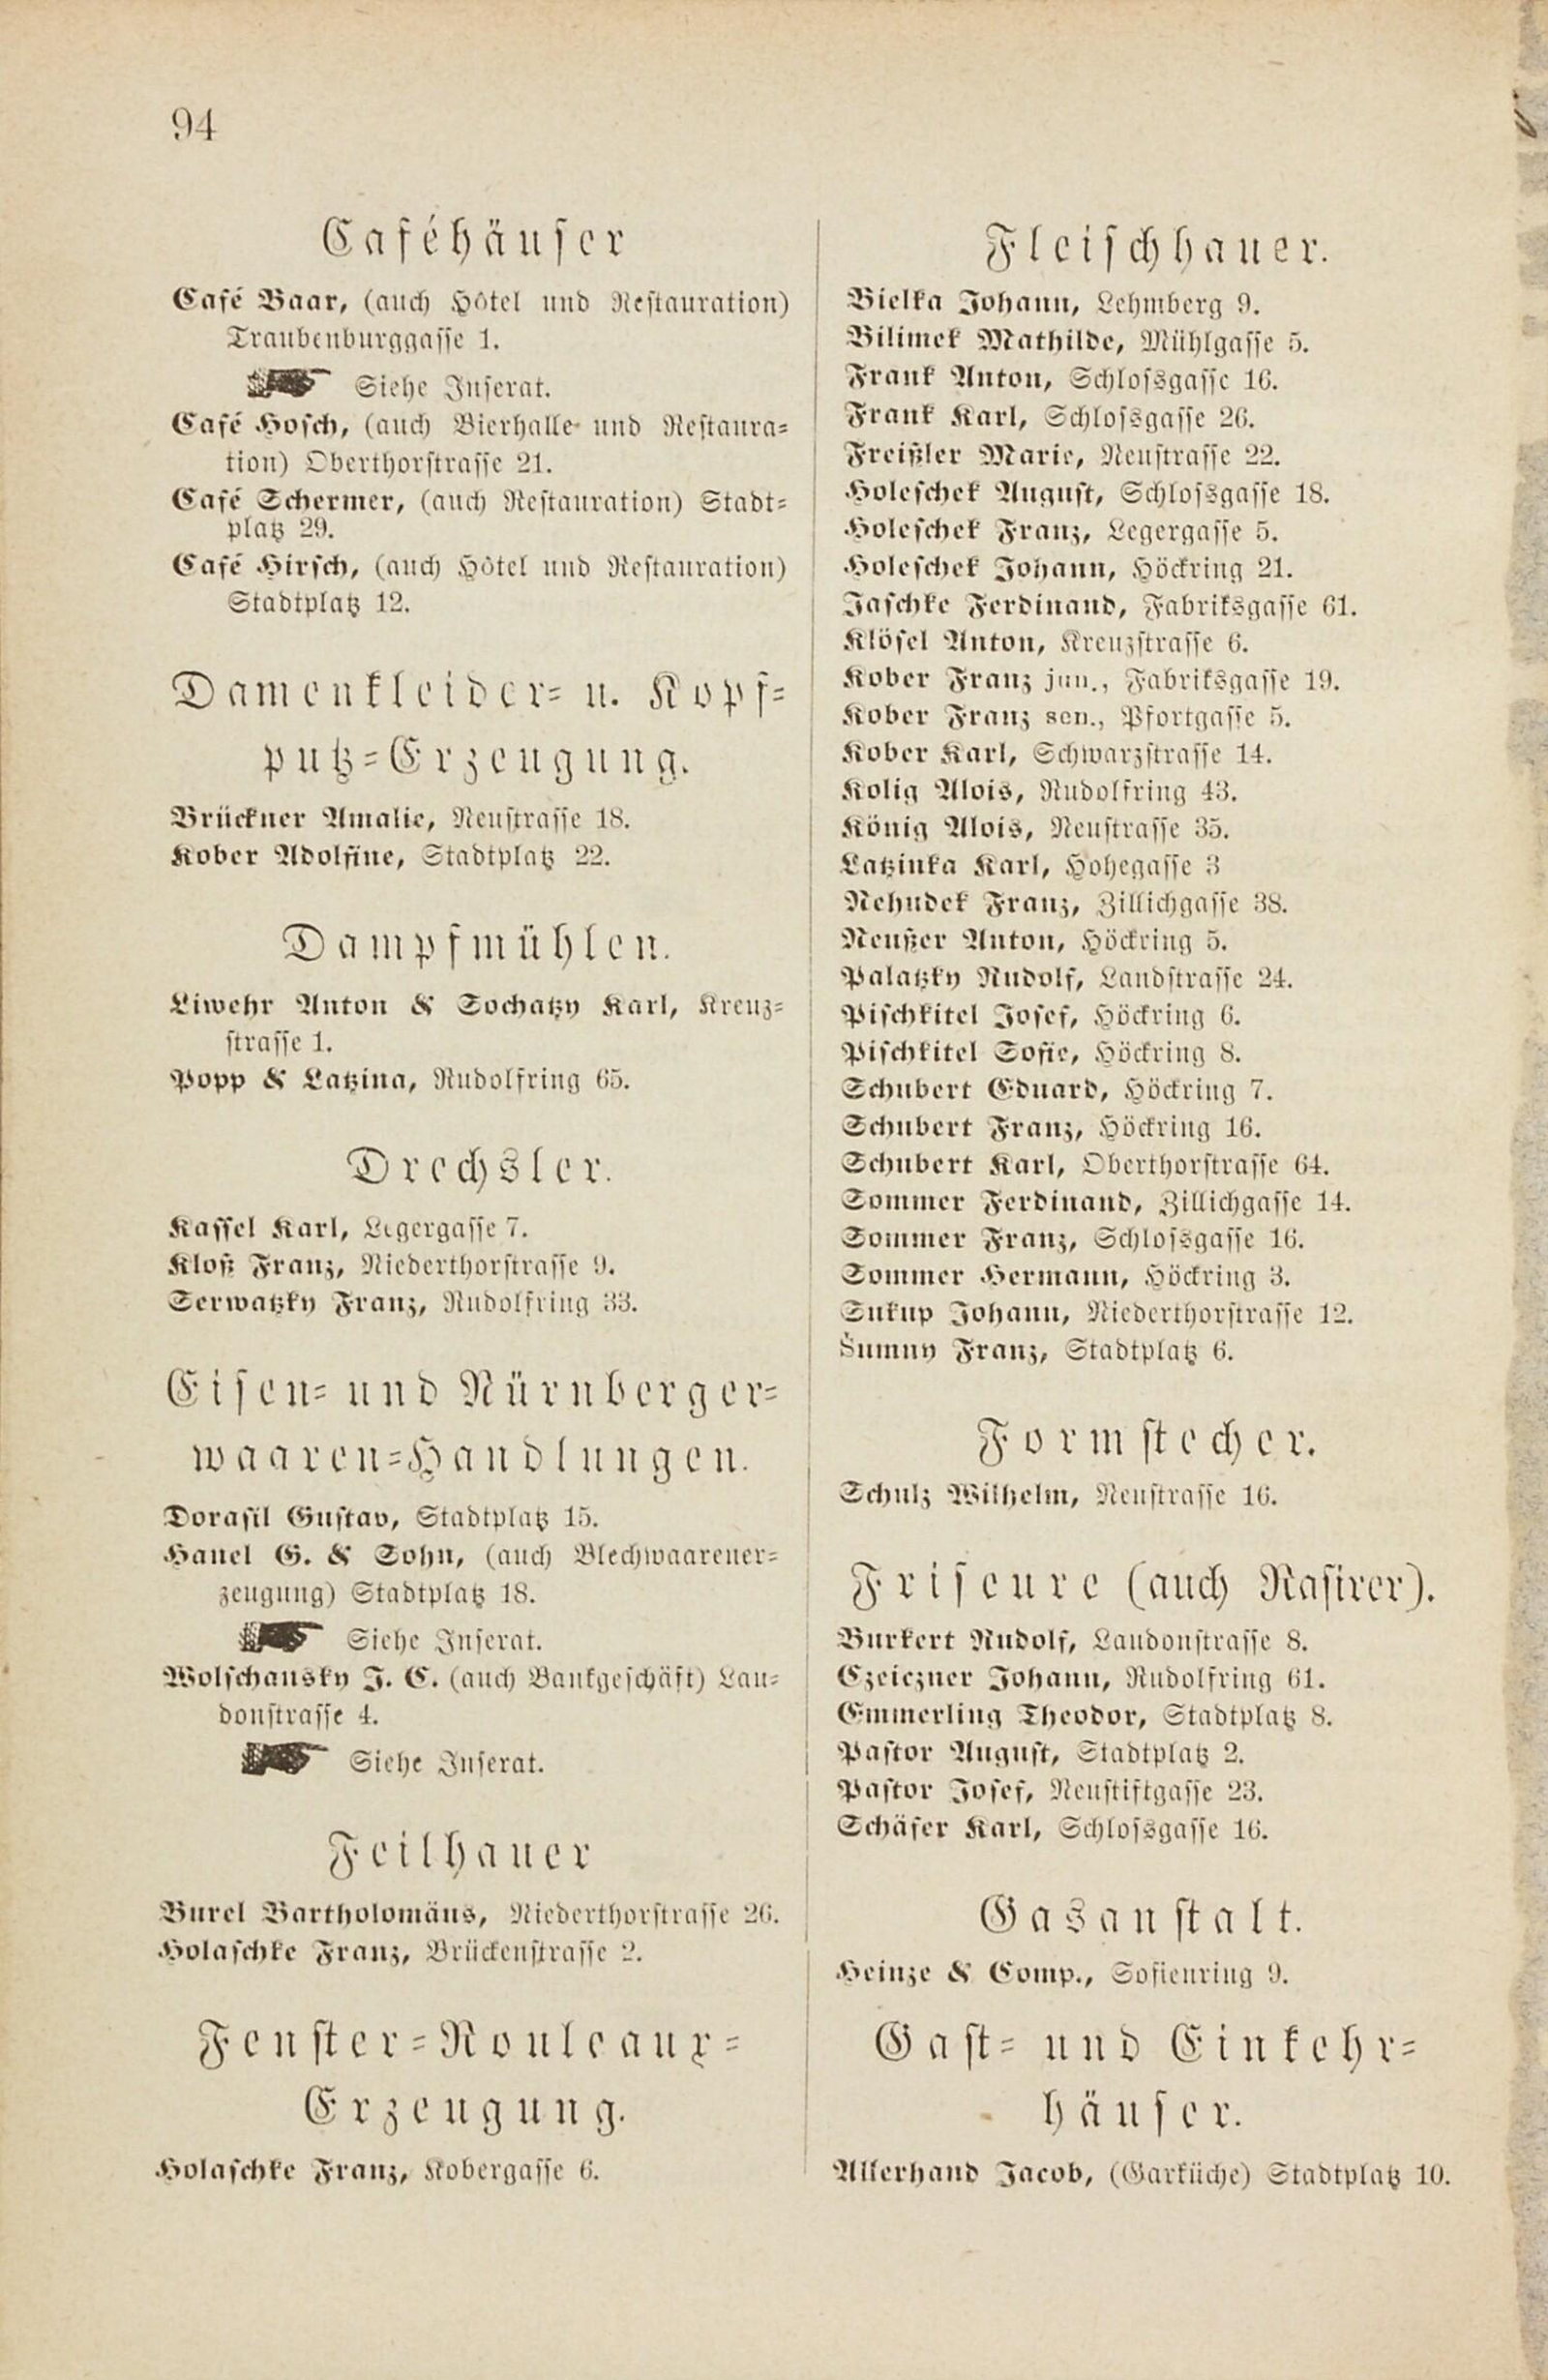 94
Caféhäuser
Café Baar, (auch Hôtel und Restauration)
Traubenburggasse 1.
Siehe Inserat.
Café Hosch, (auch Bierhalle und Restaura-
tion) Oberthorstrasse 21.
Café Schermer, (auch Restauration) Stadt-
platz 29.
Café Hirsch, (auch Hôtel und Restauration)
Stadtplatz 12.
Damenkleider- u. Kopf-
putz-Erzeugung.
Brückner Amalie, Neustrasse 18.
Kober Adolfine, Stadtplatz 22.
Dampfmühlen.
Liwehr Anton & Sochatzy Karl, Kreuz-
strasse 1.
Popp & Latzina, Rudolfring 65.
Drechsler.
Kassel Karl, Legergasse 7.
Kloß Franz, Niederthorstrasse 9.
Serwatzky Franz, Rudolfring 33.
Eisen- und Nürnberger-
waaren-Handlungen.
Dorasil Gustav, Stadtplatz 15.
Hanel G. & Sohn, (auch Blechwaarener-
zeugung) Stadtplatz 18.
Siehe Inserat.
Wolschansky J. C. (auch Bankgeschäft) Lau-
donstrasse 4.
Siehe Inserat.
Feilhauer
Burel Bartholomäus, Niederthorstrasse 26.
Holaschke Franz, Brückenstrasse 2.
Fenster-Rouleaux-
Erzeugung.
Holaschke Franz, Kobergasse 6.
Fleischhauer.
Bielka Johann, Lehmberg 9.
Bilimek Mathilde, Mühlgasse 5.
Frank Anton, Schlossgasse 16.
Frank Karl, Schlossgasse 26.
Freißler Marie, Neustrasse 22.
Holeschek August, Schlossgasse 18.
Holeschek Franz, Legergasse 5.
Holeschek Johann, Höckring 21.
Jaschke Ferdinand, Fabriksgasse 61.
Klösel Anton, Kreuzstrasse 6.
Kober Franz jun., Fabriksgasse 19.
Kober Franz sen., Pfortgasse 5.
Kober Karl, Schwarzstrasse 14.
Kolig Alois, Rudolfring 43.
König Alois, Neustrasse 35.
Latzinka Karl, Hohegasse 3
Nehudek Franz, Zillichgasse 38.
Neußer Anton, Höckring 5.
Palatzky Rudolf, Landstrasse 24.
Pischkitel Josef, Höckring 6.
Pischkitel Sofie, Höckring 8.
Schubert Eduard, Höckring 7.
Schubert Franz, Höckring 16.
Schubert Karl, Oberthorstrasse 64.
Sommer Ferdinand, Zillichgasse 14.
Sommer Franz, Schlossgasse 16.
Sommer Hermann, Höckring 3.
Sukup Johann, Niederthorstrasse 12.
Šumny Franz, Stadtplatz 6.
Formstecher.
Schulz Wilhelm, Neustrasse 16.
Friseure (auch Rasirer).
Burkert Rudolf, Laudonstrasse 8.
Czeiczner Johann, Rudolfring 61.
Emmerling Theodor, Stadtplatz 8.
Pastor August, Stadtplatz 2.
Pastor Josef, Neustiftgasse 23.
Schäfer Karl, Schlossgasse 16.
Gasanstalt.
Heinze & Comp., Sofienring 9.
Gast- und Einkehr-
häuser.
Allerhand Jacob, (Garküche) Stadtplatz 10.